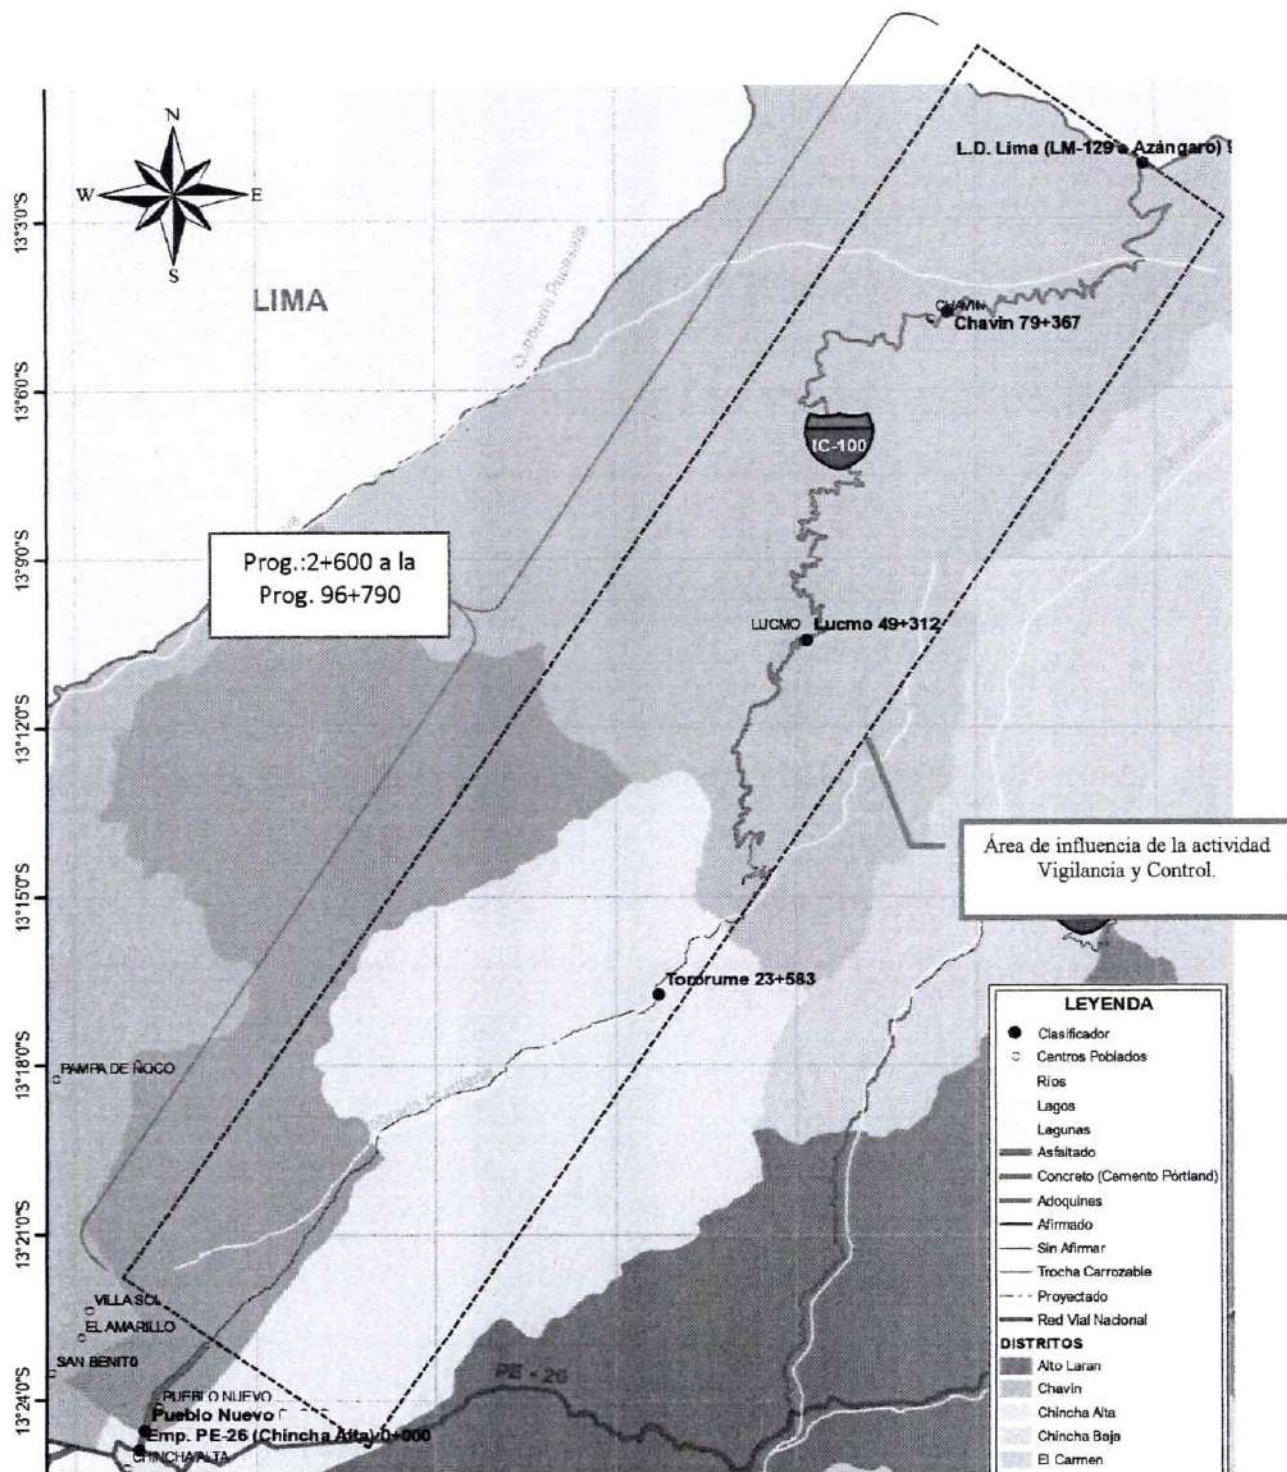 N
W
E
S
LIMA
L.D. Lima (LM-129 a Azángaro) 9
13°3'0"S
CHAVIN
Chavin 79+367
13°6'0"S
IC-100
13°9'0"S
Prog.:2+600 a la
Prog. 96+790
LUCMO
Lucmo 49+312
13°12'0"S
Área de influencia de la actividad
Vigilancia y Control.
13°15'0"S
Tororume 23+583
13°18'0"S
PAMPA DE ÑOCO
13°21'0"S
VILLA SOL
EL AMARILLO
SAN BENITO
13°24'0"S
PUEBLO NUEVO
Pueblo Nuevo
Emp. PE-26 (Chincha Alta) 0+000
CHINCHA ALTA
PE - 26
LEYENDA
Clasificador
Centros Poblados
Ríos
Lagos
Lagunas
Asfaltado
Concreto (Cemento Pórtland)
Adoquines
Afirmado
Sin Afirmar
Trocha Carrozable
Proyectado
Red Vial Nacional
DISTRITOS
Alto Laran
Chavin
Chincha Alta
Chincha Baja
El Carmen